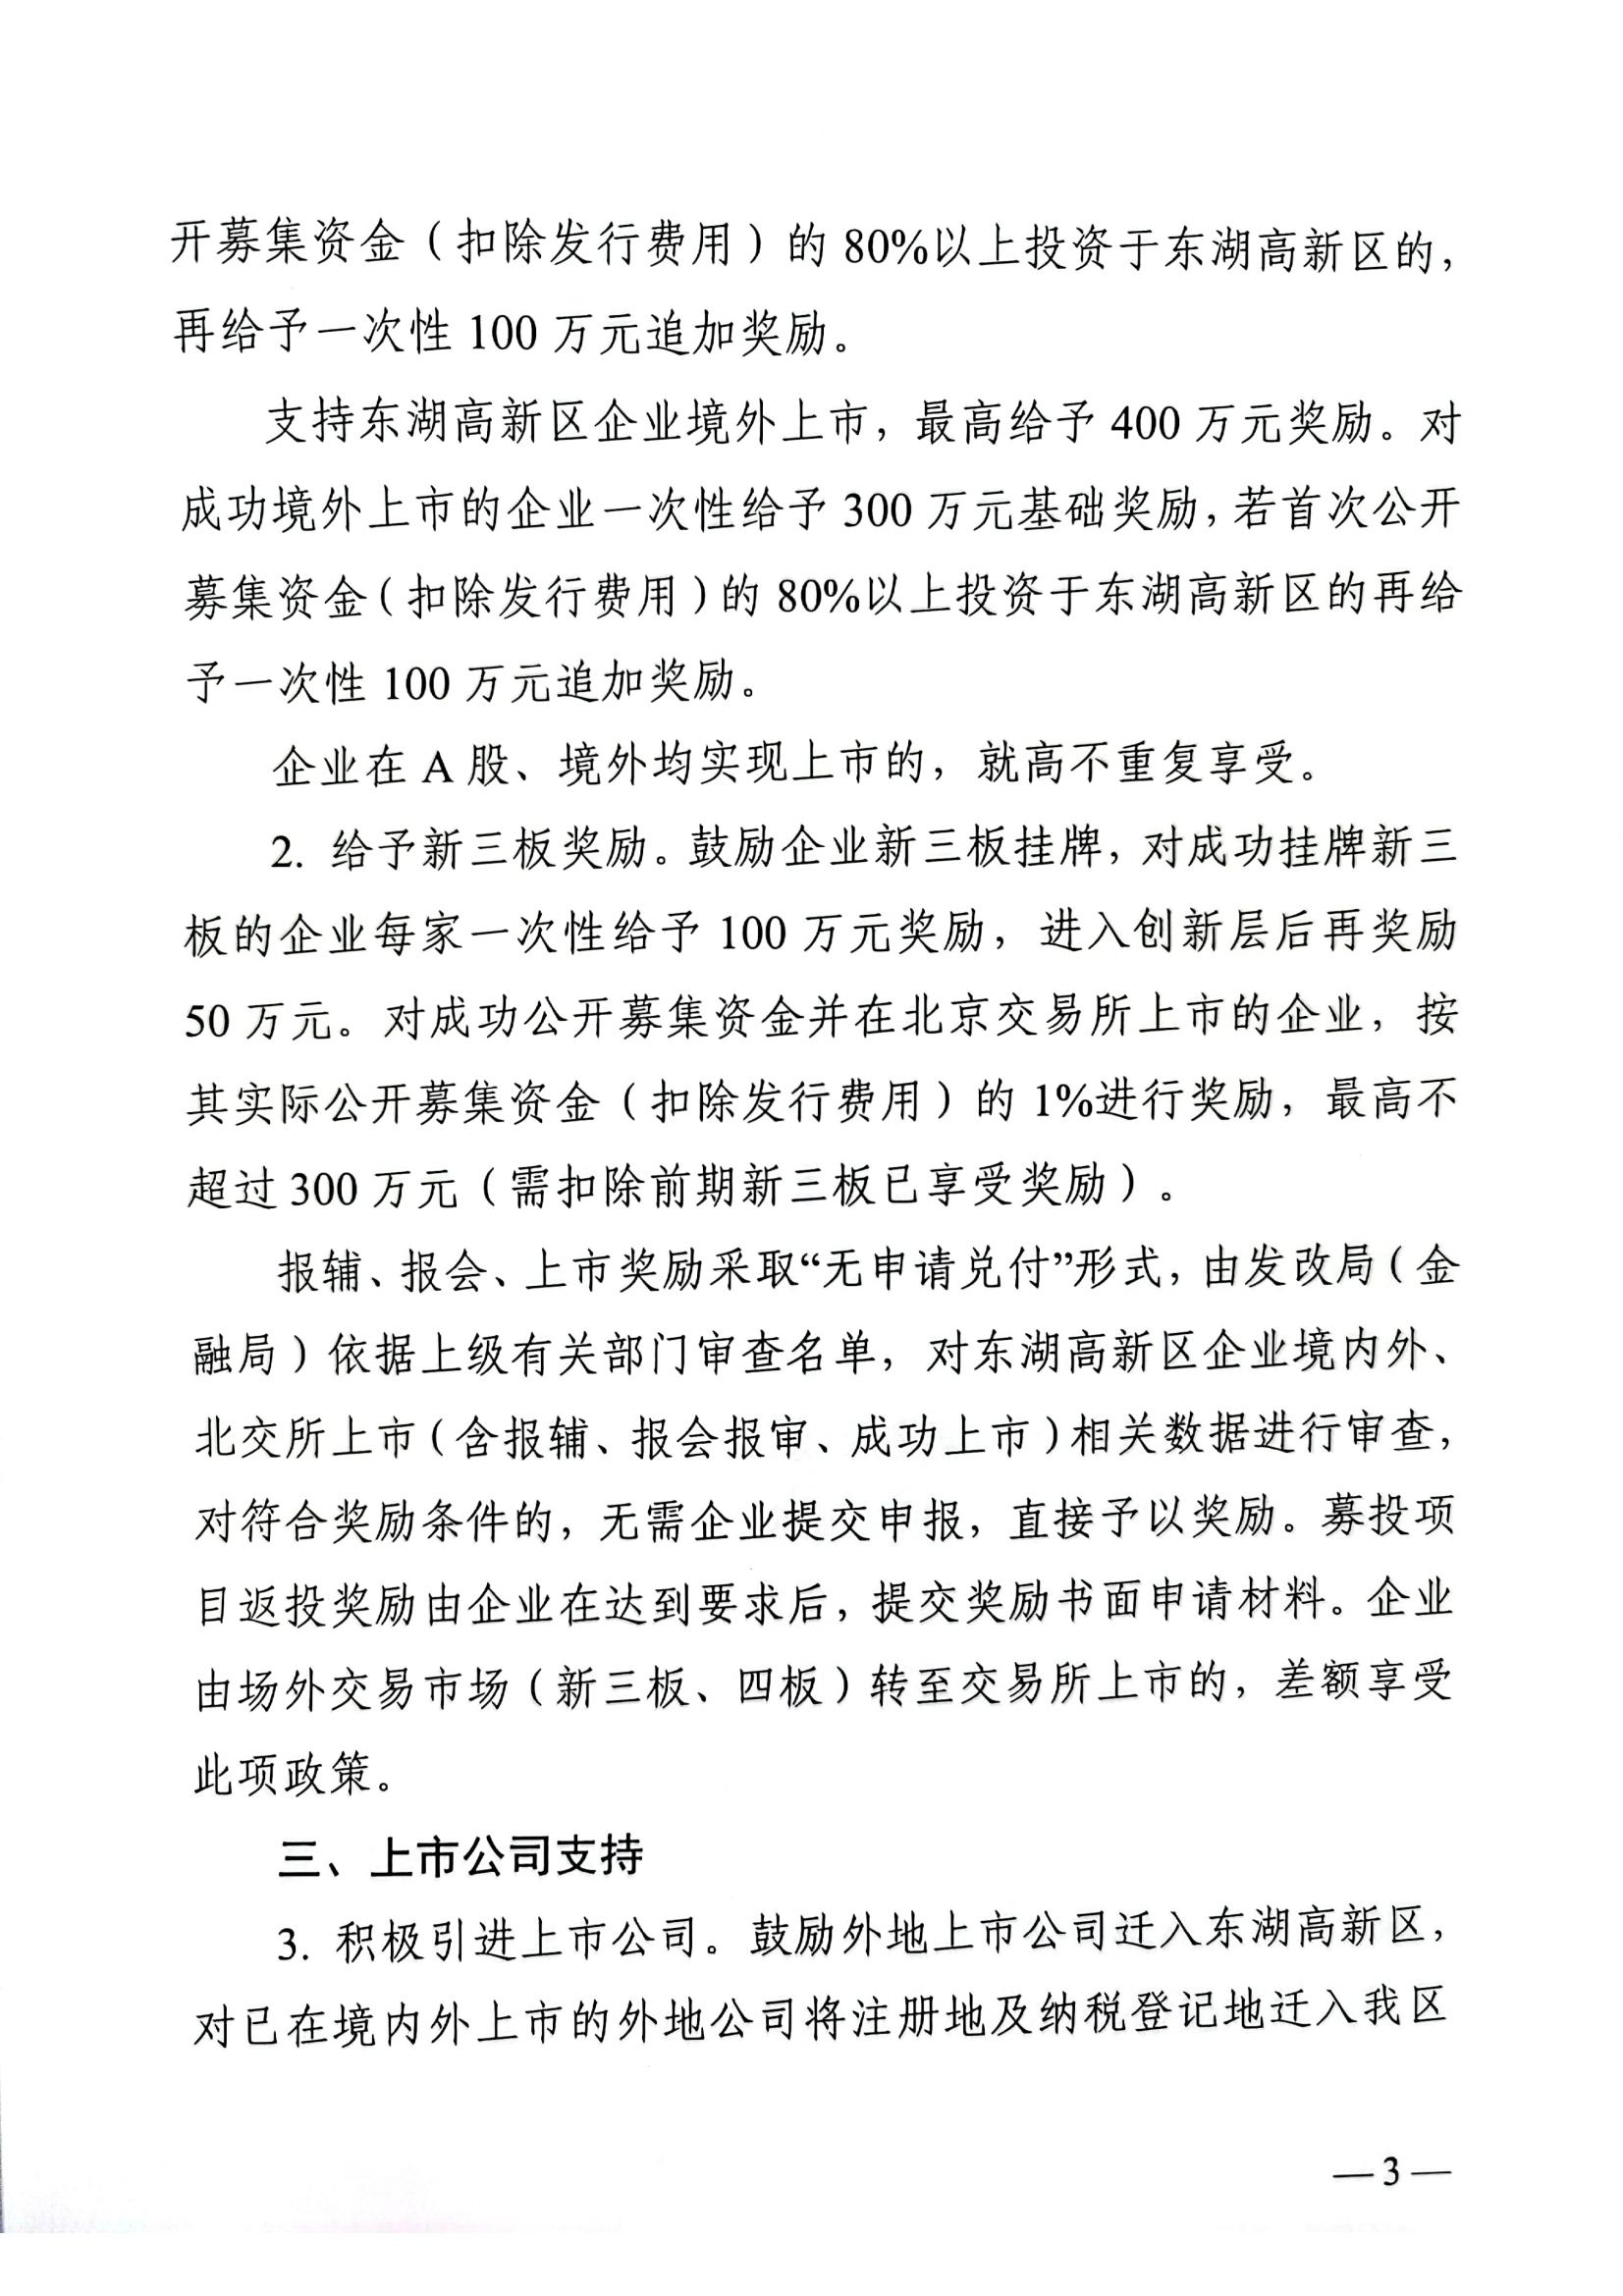 开募集资金（扣除发行费用）的 80%以上投资于东湖高新区的，
再给予一次性 100 万元追加奖励。
支持东湖高新区企业境外上市，最高给予 400 万元奖励。对
成功境外上市的企业一次性给予 300 万元基础奖励，若首次公开
募集资金（扣除发行费用）的 80%以上投资于东湖高新区的再给
予一次性 100 万元追加奖励。
企业在 A 股、境外均实现上市的，就高不重复享受。
2. 给予新三板奖励。鼓励企业新三板挂牌，对成功挂牌新三
板的企业每家一次性给予 100 万元奖励，进入创新层后再奖励
50 万元。对成功公开募集资金并在北京交易所上市的企业，按
其实际公开募集资金（扣除发行费用）的 1%进行奖励，最高不
超过 300 万元（需扣除前期新三板已享受奖励）。
报辅、报会、上市奖励采取“无申请兑付”形式，由发改局（金
融局）依据上级有关部门审查名单，对东湖高新区企业境内外、
北交所上市（含报辅、报会报审、成功上市）相关数据进行审查，
对符合奖励条件的，无需企业提交申报，直接予以奖励。募投项
目返投奖励由企业在达到要求后，提交奖励书面申请材料。企业
由场外交易市场（新三板、四板）转至交易所上市的，差额享受
此项政策。
三、上市公司支持
3. 积极引进上市公司。鼓励外地上市公司迁入东湖高新区，
对已在境内外上市的外地公司将注册地及纳税登记地迁入我区
— 3 —